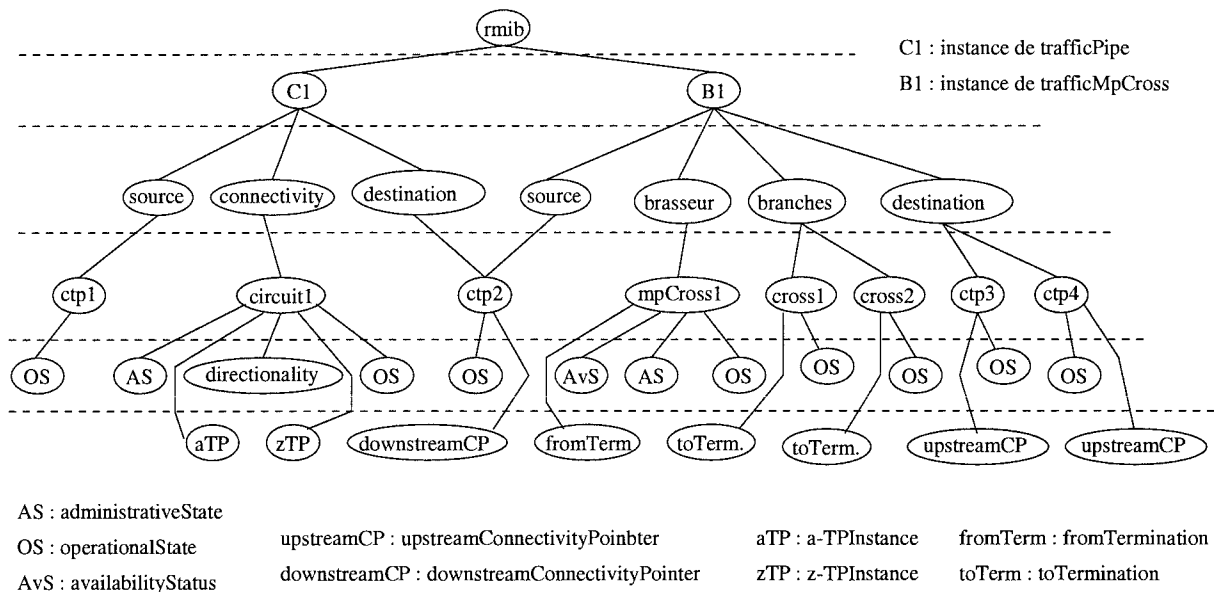 rmib
C1 : instance de trafficPipe
B1 : instance de trafficMpCross
C1 B1
source connectivity destination source brasseur branches destination
ctp1 circuit1 ctp2 mpCross1 cross1 cross2 ctp3 ctp4
OS AS directionality OS OS AvS AS OS OS OS OS OS
aTP zTP downstreamCP fromTerm toTerm. toTerm. upstreamCP upstreamCP
AS : administrativeState
OS : operationalState
AvS : availabilityStatus
upstreamCP : upstreamConnectivityPoinbter
downstreamCP : downstreamConnectivityPointer
aTP : a-TPInstance
zTP : z-TPInstance
fromTerm : fromTermination
toTerm : toTermination